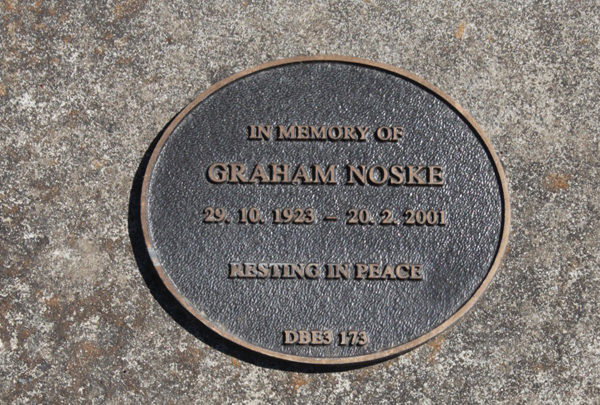 IN MEMORY OF
GRAHAM NOSKE
29. 10. 1923 – 20. 2. 2001
RESTING IN PEACE
DBE3 173